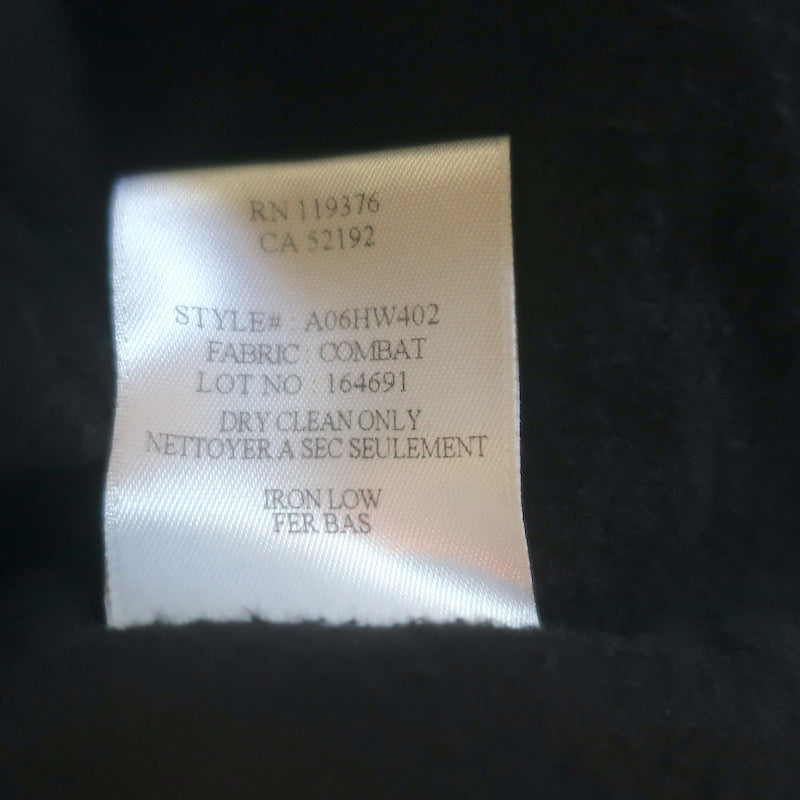 RN 119376
CA 52192
STYLE# A06HW402
FABRIC : COMBAT
LOT NO : 164691
DRY CLEAN ONLY
NETTOYER A SEC SEULEMENT
IRON LOW
FER BAS